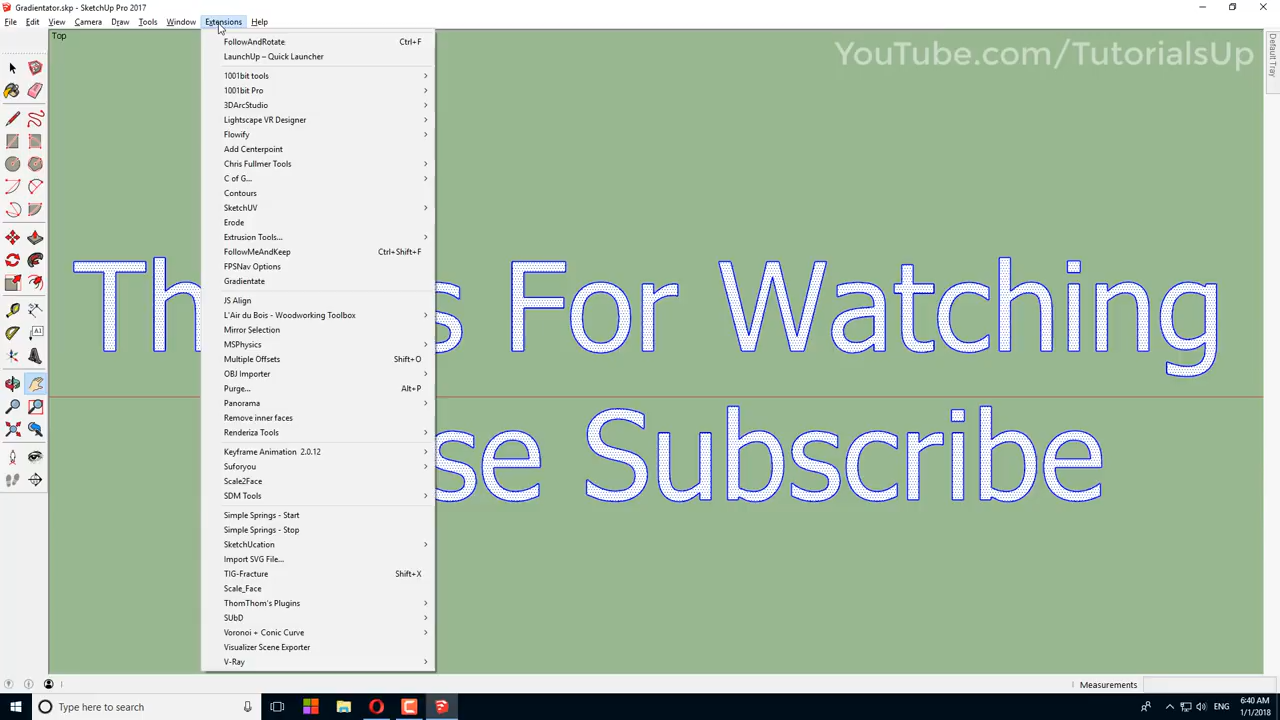 Gradientator.skp - SketchUp Pro 2017
File Edit View Camera Draw Tools Window Extensions Help
Top
YouTube.com/TutorialsUp
Default Tray
FollowAndRotate Ctrl+F
LaunchUp – Quick Launcher
1001bit tools
1001bit Pro
3DArcStudio
Lightscape VR Designer
Flowify
Add Centerpoint
Chris Fullmer Tools
C of G...
Contours
SketchUV
Erode
Extrusion Tools...
FollowMeAndKeep Ctrl+Shift+F
FPSNav Options
Gradientate
JS Align
L'Air du Bois - Woodworking Toolbox
Mirror Selection
MSPhysics
Multiple Offsets Shift+O
OBJ Importer
Purge... Alt+P
Panorama
Remove inner faces
Renderiza Tools
Keyframe Animation 2.0.12
Suforyou
Scale2Face
SDM Tools
Simple Springs - Start
Simple Springs - Stop
SketchUcation
Import SVG File...
TIG-Fracture Shift+X
Scale_Face
ThomThom's Plugins
SUbD
Voronoi + Conic Curve
Visualizer Scene Exporter
V-Ray
Th s For Watching
se Subscribe
Measurements
Type here to search
ENG
6:40 AM
1/1/2018